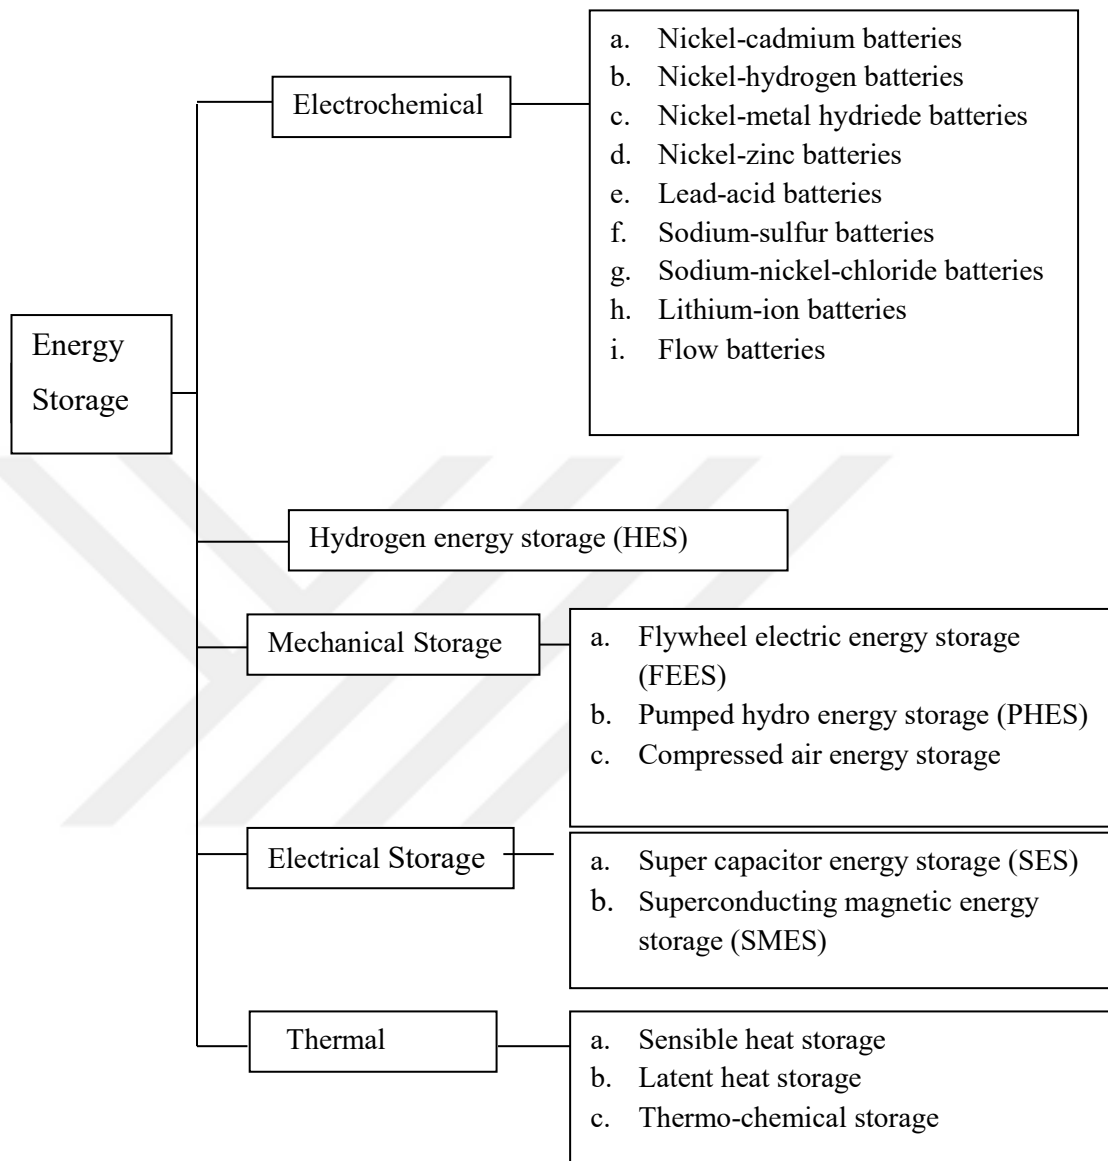 Energy
Storage
Electrochemical
a. Nickel-cadmium batteries
b. Nickel-hydrogen batteries
c. Nickel-metal hydriede batteries
d. Nickel-zinc batteries
e. Lead-acid batteries
f. Sodium-sulfur batteries
g. Sodium-nickel-chloride batteries
h. Lithium-ion batteries
i. Flow batteries
Hydrogen energy storage (HES)
Mechanical Storage
a. Flywheel electric energy storage
(FEES)
b. Pumped hydro energy storage (PHES)
c. Compressed air energy storage
Electrical Storage
a. Super capacitor energy storage (SES)
b. Superconducting magnetic energy
storage (SMES)
Thermal
a. Sensible heat storage
b. Latent heat storage
c. Thermo-chemical storage